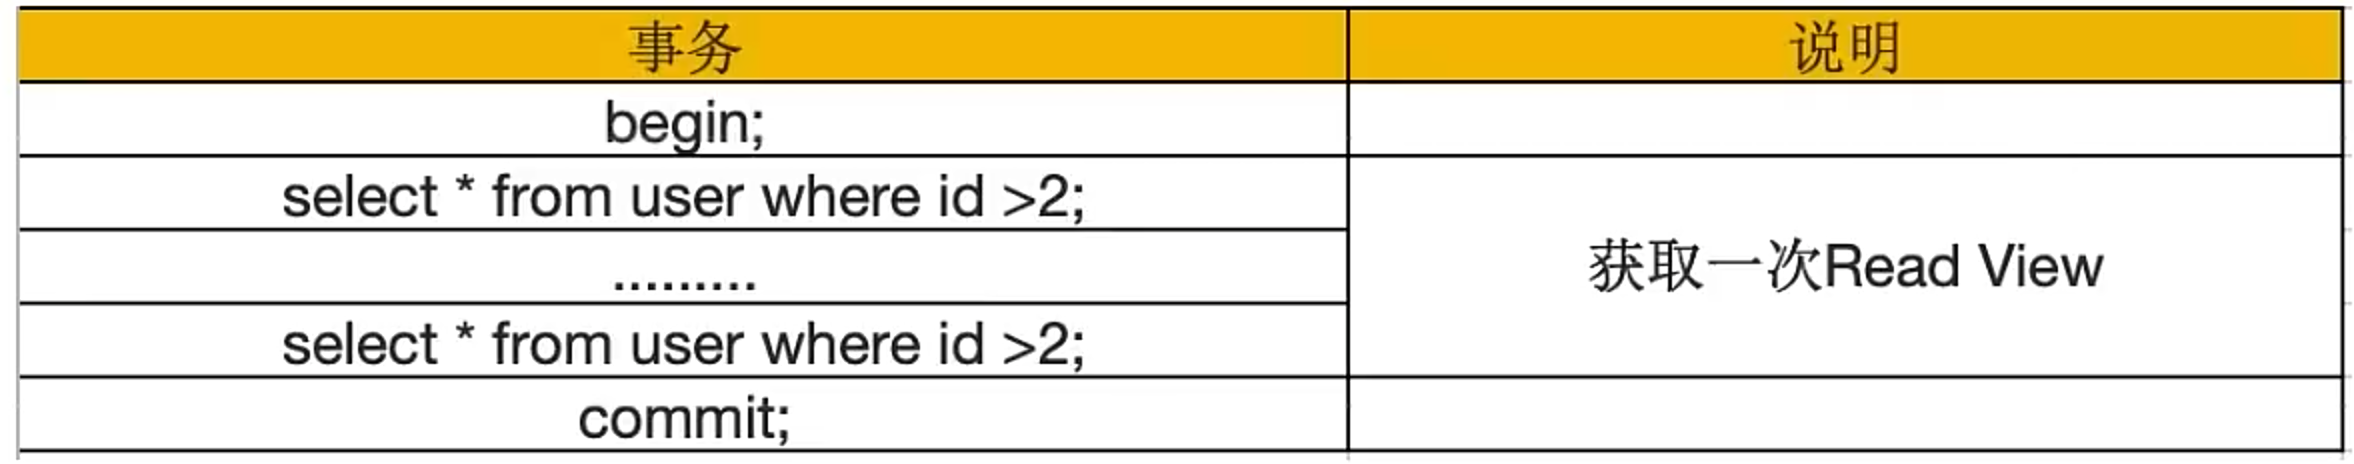 事务 说明
begin;
select * from user where id >2;
.........
获取一次Read View
select * from user where id >2;
commit;